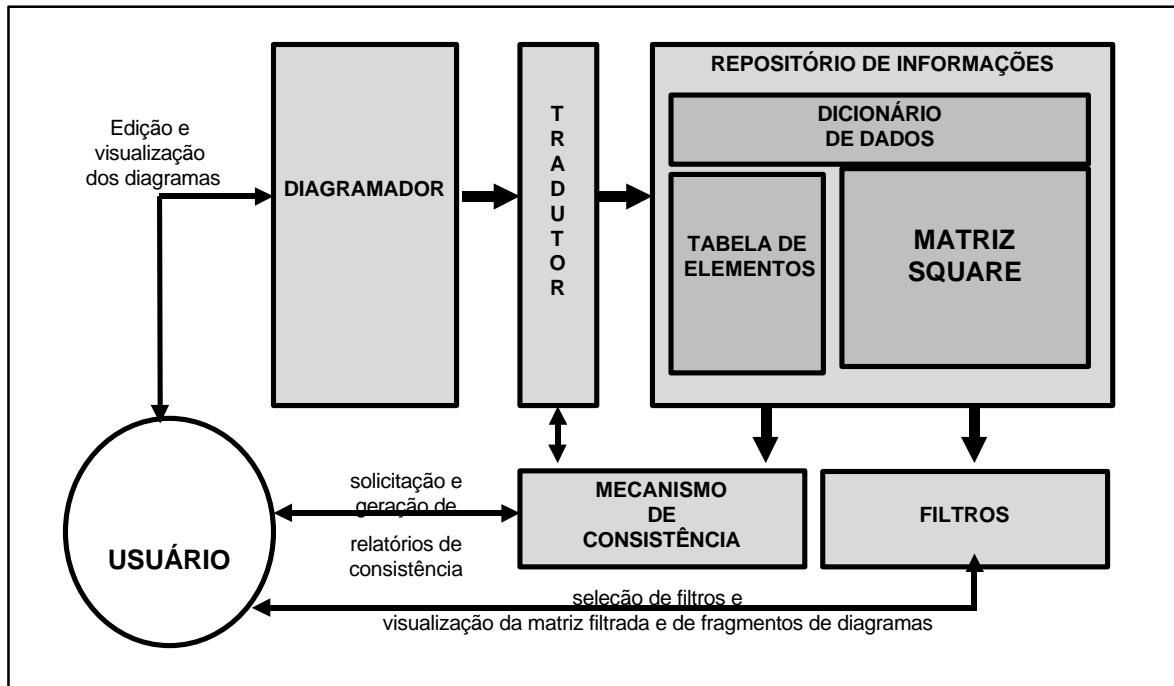 Edição e
visualização
dos diagramas
DIAGRAMADOR
T
R
A
D
U
T
O
R
REPOSITÓRIO DE INFORMAÇÕES
DICIONÁRIO
DE DADOS
TABELA DE
ELEMENTOS
MATRIZ
SQUARE
USUÁRIO
solicitação e
geração de
relatórios de
consistência
MECANISMO
DE
CONSISTÊNCIA
FILTROS
seleção de filtros e
visualização da matriz filtrada e de fragmentos de diagramas